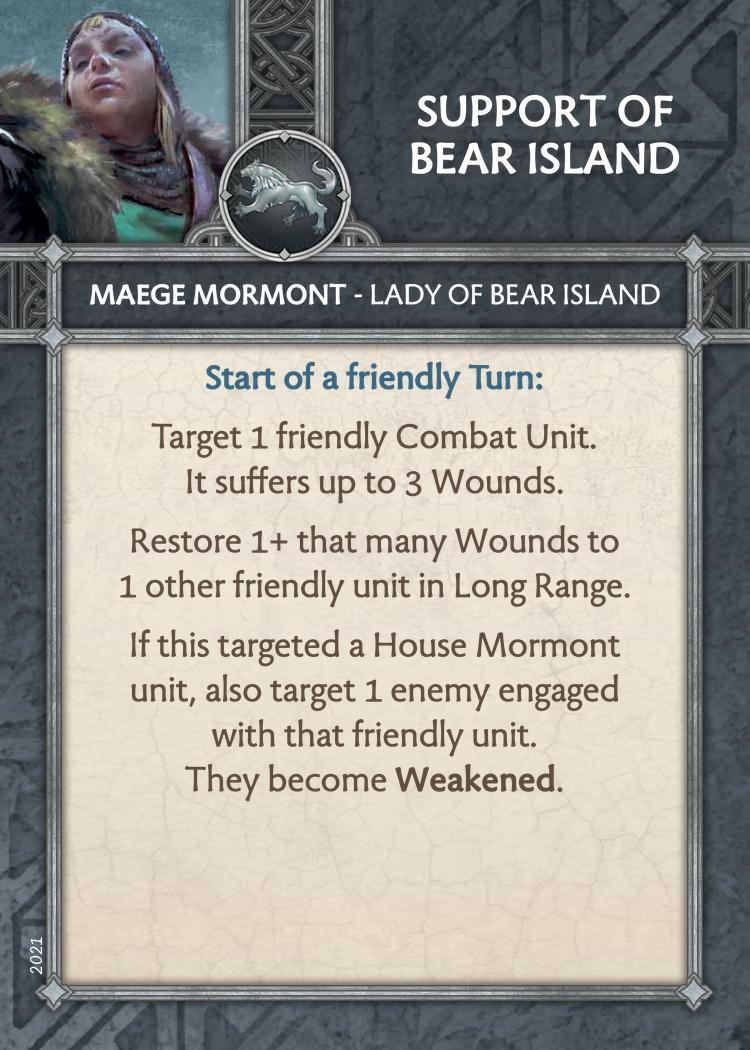 SUPPORT OF
BEAR ISLAND
MAEGE MORMONT - LADY OF BEAR ISLAND
Start of a friendly Turn:
Target 1 friendly Combat Unit.
It suffers up to 3 Wounds.
Restore 1+ that many Wounds to
1 other friendly unit in Long Range.
If this targeted a House Mormont
unit, also target 1 enemy engaged
with that friendly unit.
They become Weakened.
2021